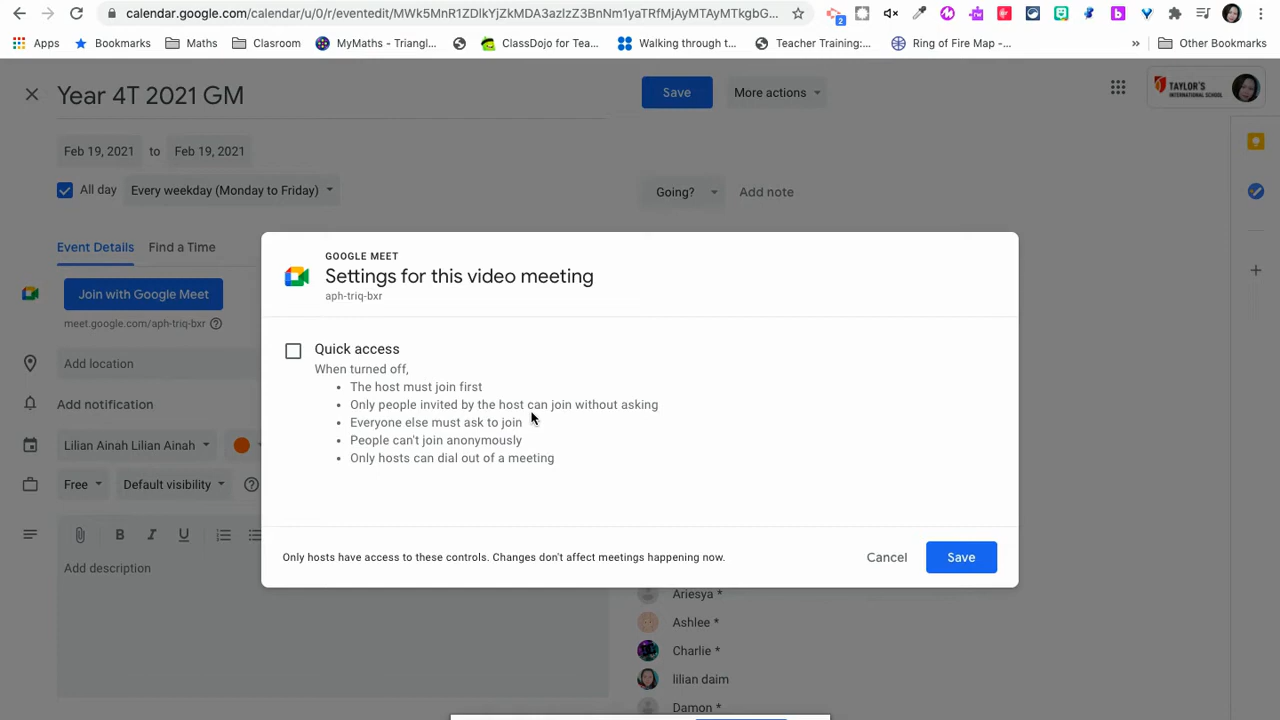 calendar.google.com/calendar/u/0/r/eventedit/MWk5MnR1ZDlkYjZkMDA3azIzZ3BnNm1yaTRfMjAyMTAyMTkgbG...
2
Apps
Bookmarks
Maths
Clasroom
MyMaths - Triangl...
ClassDojo for Tea...
Walking through t...
Teacher Training:...
Ring of Fire Map -...
»
Other Bookmarks
Year 4T 2021 GM
Save
More actions
TAYLOR'S
INTERNATIONAL SCHOOL
Feb 19, 2021 to Feb 19, 2021
All day
Every weekday (Monday to Friday)
Going?
Add note
Event Details
Find a Time
Join with Google Meet
meet.google.com/aph-triq-bxr
Add location
Add notification
Lilian Ainah Lilian Ainah
Free
Default visibility
B I U
Add description
GOOGLE MEET
Settings for this video meeting
aph-triq-bxr
Quick access
When turned off,
• The host must join first
• Only people invited by the host can join without asking
• Everyone else must ask to join
• People can't join anonymously
• Only hosts can dial out of a meeting
Only hosts have access to these controls. Changes don't affect meetings happening now.
Cancel
Save
Ariesya *
Ashlee *
Charlie *
lilian daim
Damon *